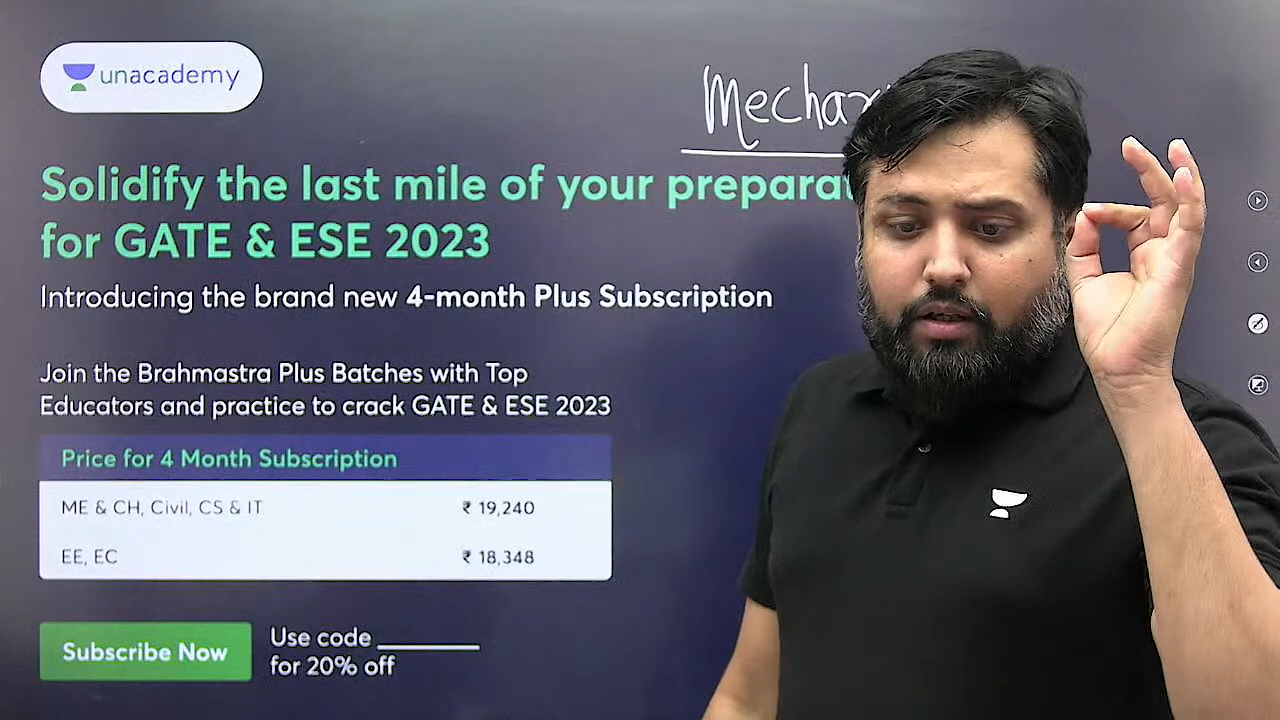 unacademy
Solidify the last mile of your
for GATE & ESE 2023
Introducing the brand new 4-month Plus Subscription
Join the Brahmastra Plus Batches with Top
Educators and practice to crack GATE & ESE 2023
Price for 4 Month Subscription
ME & CH, Civil, CS & IT ₹ 19,240
EE, EC ₹ 18,348
Subscribe Now
Use code
for 20% off